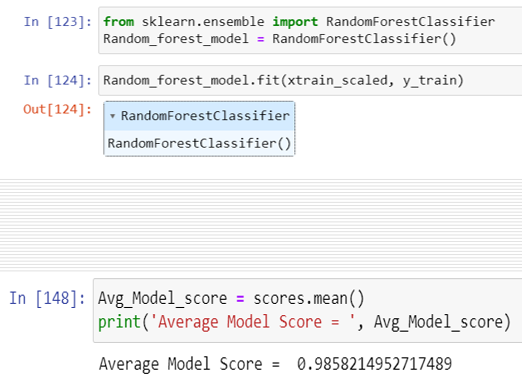 In [123]: from sklearn.ensemble import RandomForestClassifier
Random_forest_model = RandomForestClassifier()
In [124]: Random_forest_model.fit(xtrain_scaled, y_train)
Out[124]: ▾ RandomForestClassifier
RandomForestClassifier()
In [148]: Avg_Model_score = scores.mean()
print('Average Model Score = ', Avg_Model_score)
Average Model Score =  0.9858214952717489